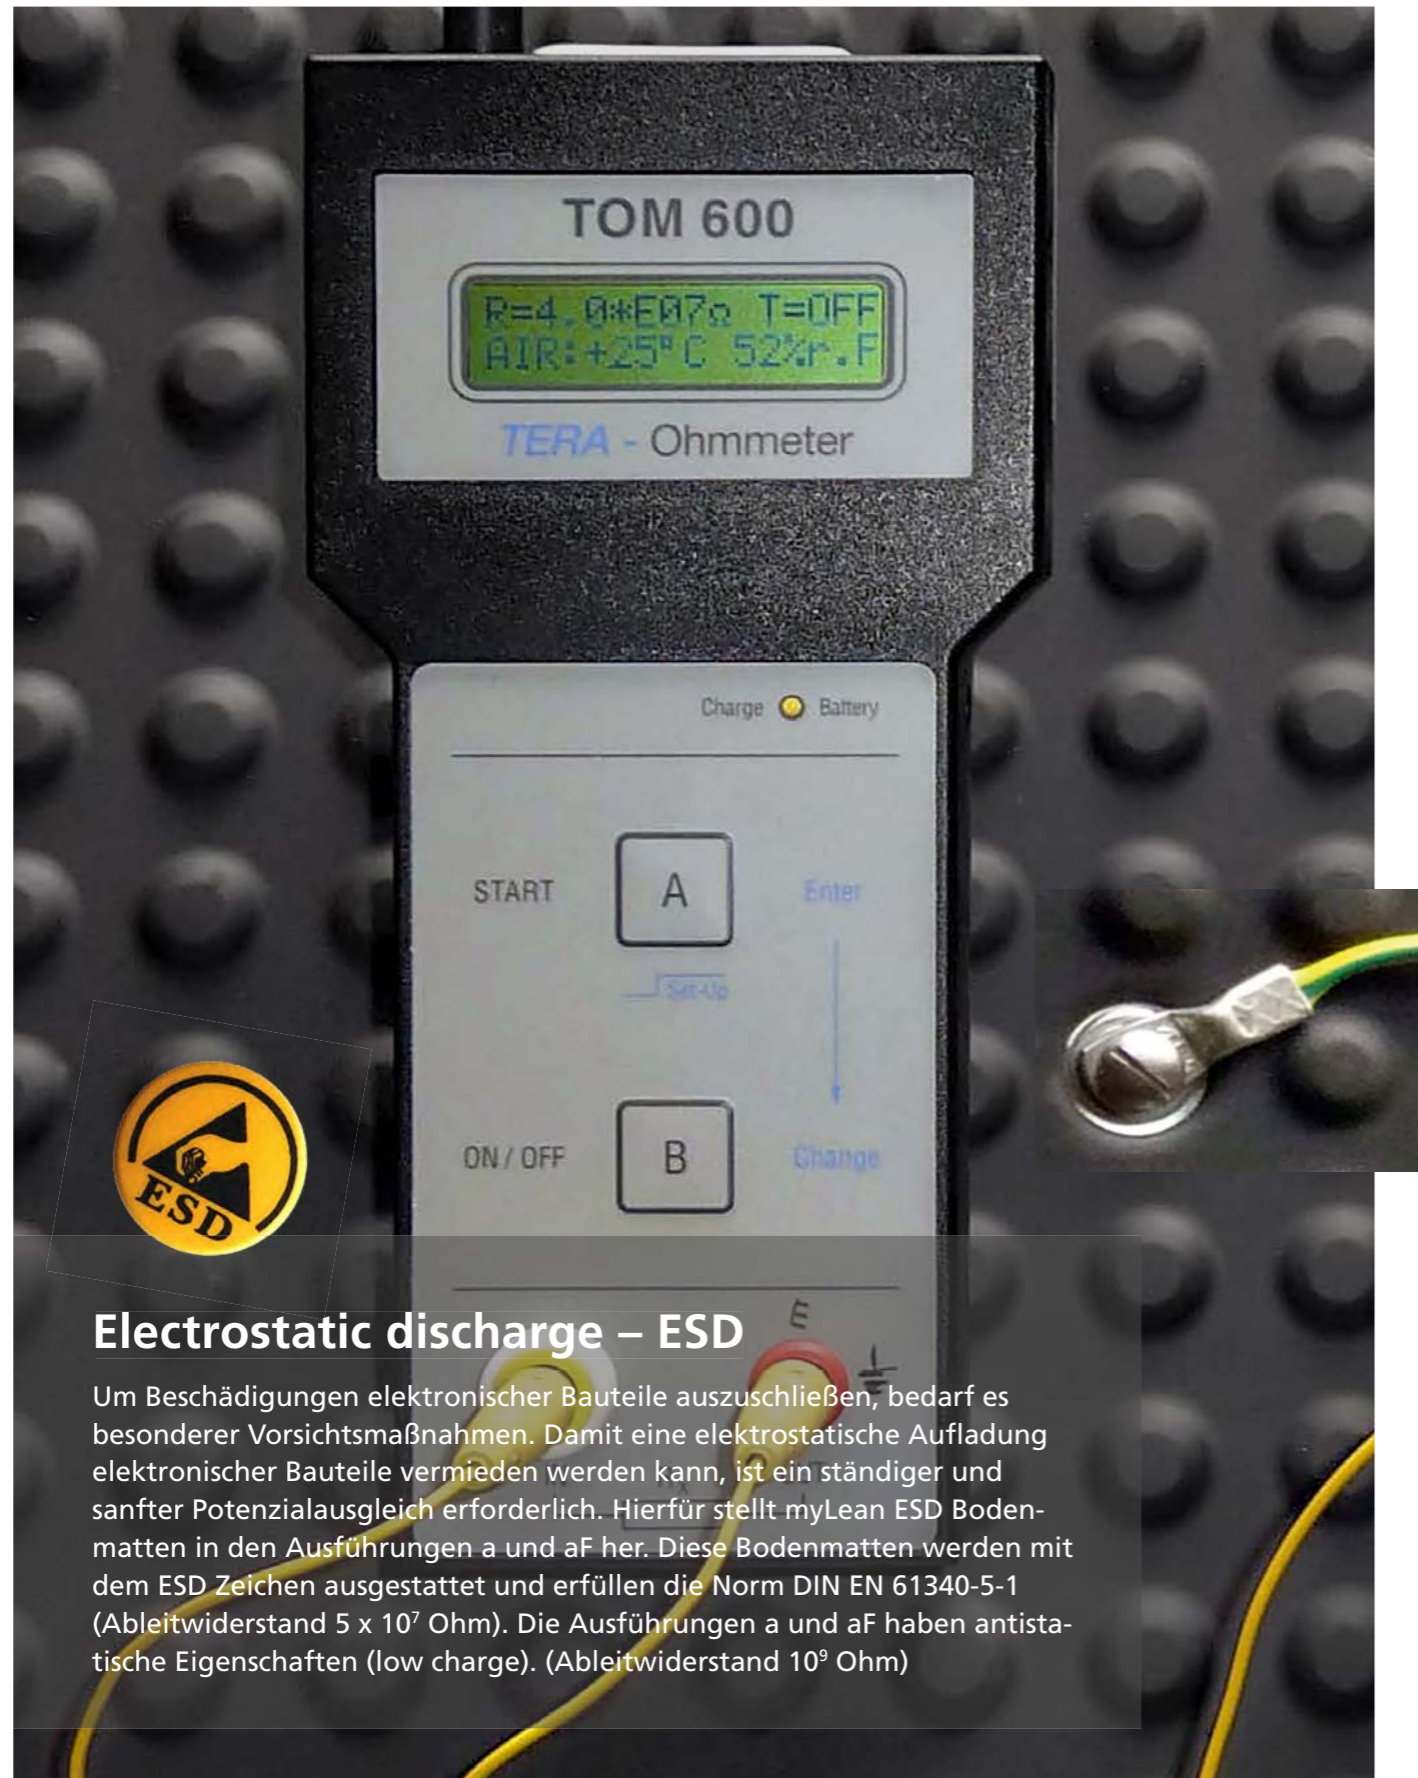 TOM 600
R=4.0*E07Ω T=OFF
AIR:+25°C 52%r.F
TERA - Ohmmeter
Charge Battery
START A Enter
Set-Up
ON / OFF B Change
ESD
E
Electrostatic discharge – ESD
Um Beschädigungen elektronischer Bauteile auszuschließen, bedarf es
besonderer Vorsichtsmaßnahmen. Damit eine elektrostatische Aufladung
elektronischer Bauteile vermieden werden kann, ist ein ständiger und
sanfter Potenzialausgleich erforderlich. Hierfür stellt myLean ESD Boden-
matten in den Ausführungen a und aF her. Diese Bodenmatten werden mit
dem ESD Zeichen ausgestattet und erfüllen die Norm DIN EN 61340-5-1
(Ableitwiderstand 5 x 10⁷ Ohm). Die Ausführungen a und aF haben antista-
tische Eigenschaften (low charge). (Ableitwiderstand 10⁹ Ohm)